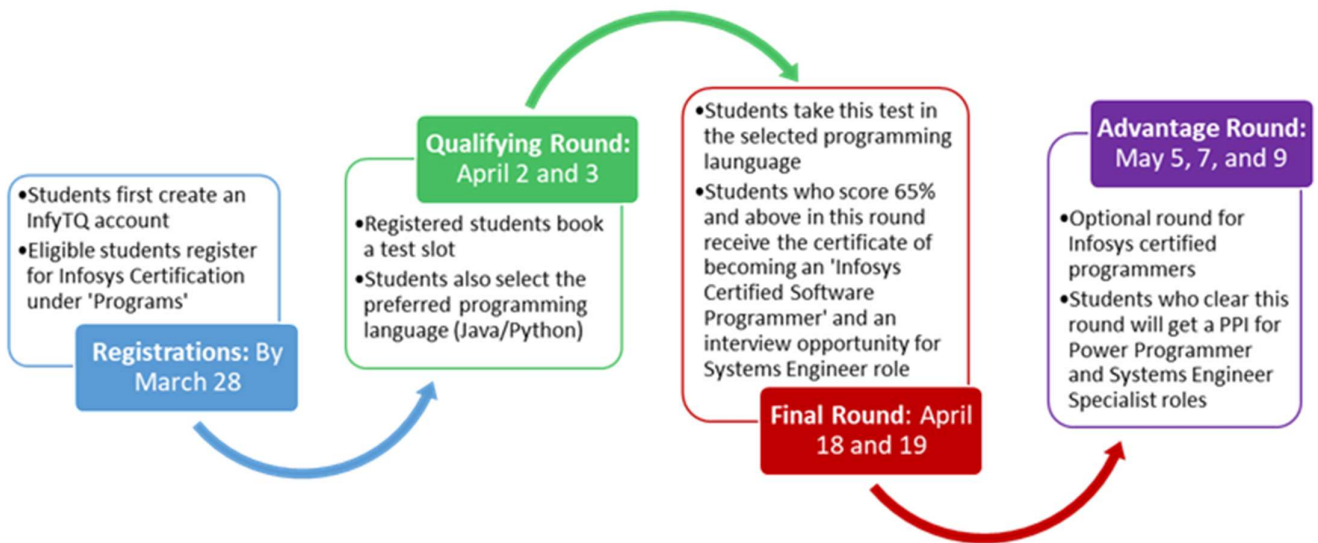 •Students first create an
InfyTQ account
•Eligible students register
for Infosys Certification
under 'Programs'
Registrations: By
March 28
Qualifying Round:
April 2 and 3
•Registered students book
a test slot
•Students also select the
preferred programming
language (Java/Python)
•Students take this test in
the selected programming
launguage
•Students who score 65%
and above in this round
receive the certificate of
becoming an 'Infosys
Certified Software
Programmer' and an
interview opportunity for
Systems Engineer role
Final Round: April
18 and 19
Advantage Round:
May 5, 7, and 9
•Optional round for
Infosys certified
programmers
•Students who clear this
round will get a PPI for
Power Programmer
and Systems Engineer
Specialist roles